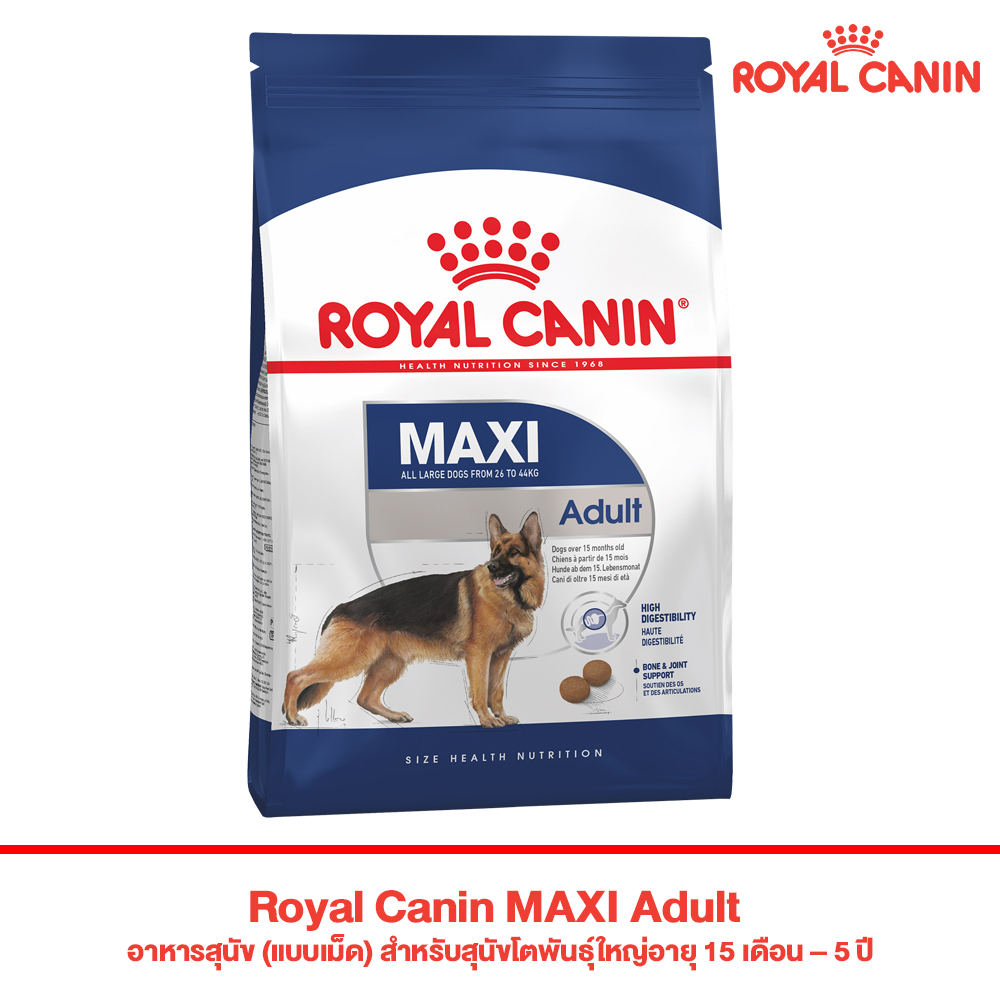 ROYAL CANIN
ROYAL CANIN®
HEALTH NUTRITION SINCE 1968
MAXI
ALL LARGE DOGS FROM 26 TO 44KG
Adult
Dogs over 15 months old
Chiens à partir de 15 mois
Hunde ab dem 15. Lebensmonat
Cani di oltre 15 mesi di età
HIGH
DIGESTIBILITY
HAUTE
DIGESTIBILITÉ
BONE & JOINT
SUPPORT
SOUTIEN DES OS
ET DES ARTICULATIONS
SIZE HEALTH NUTRITION
Royal Canin MAXI Adult
อาหารสุนัข (แบบเม็ด) สำหรับสุนัขโตพันธุ์ใหญ่อายุ 15 เดือน – 5 ปี